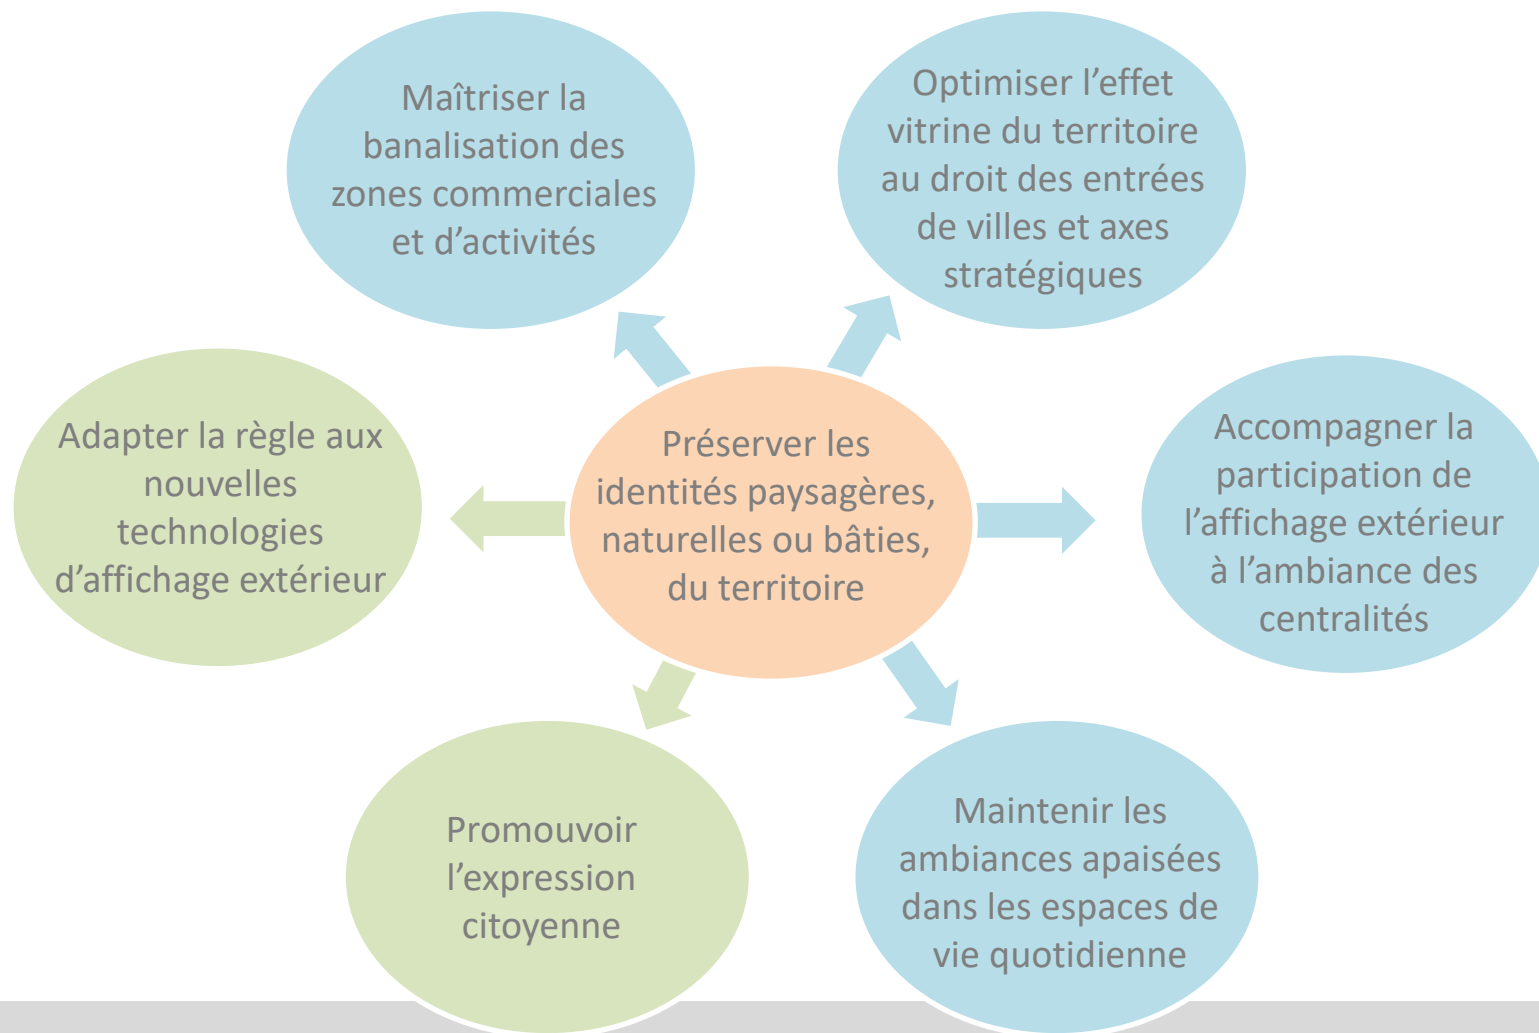 Maîtriser la
banalisation des
zones commerciales
et d’activités
Optimiser l’effet
vitrine du territoire
au droit des entrées
de villes et axes
stratégiques
Adapter la règle aux
nouvelles
technologies
d’affichage extérieur
Préserver les
identités paysagères,
naturelles ou bâties,
du territoire
Accompagner la
participation de
l’affichage extérieur
à l’ambiance des
centralités
Promouvoir
l’expression
citoyenne
Maintenir les
ambiances apaisées
dans les espaces de
vie quotidienne